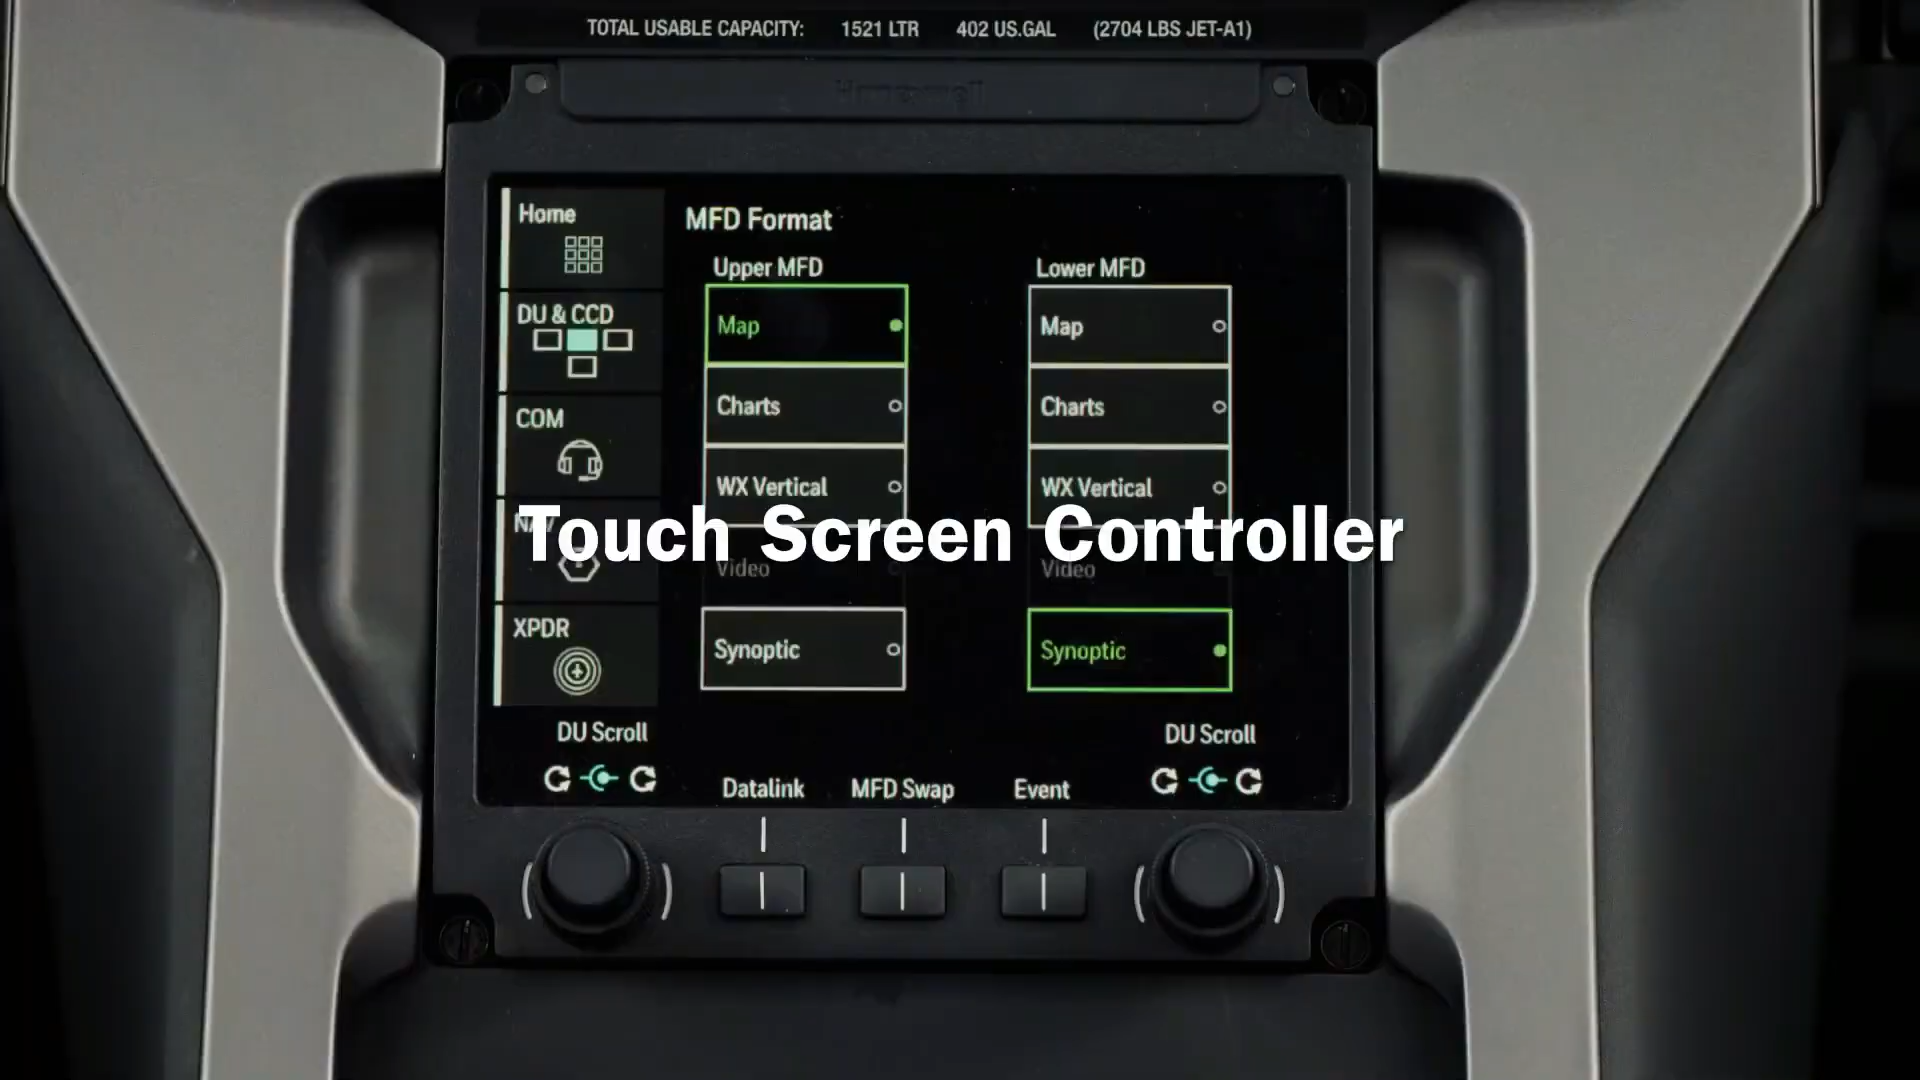 TOTAL USABLE CAPACITY: 1521 LTR 402 US.GAL (2704 LBS JET-A1)
Honeywell
Home
MFD Format
Upper MFD Lower MFD
DU & CCD
Map Map
COM
Charts Charts
WX Vertical WX Vertical
NAV
Touch Screen Controller
Video Video
XPDR
Synoptic Synoptic
DU Scroll DU Scroll
Datalink MFD Swap Event